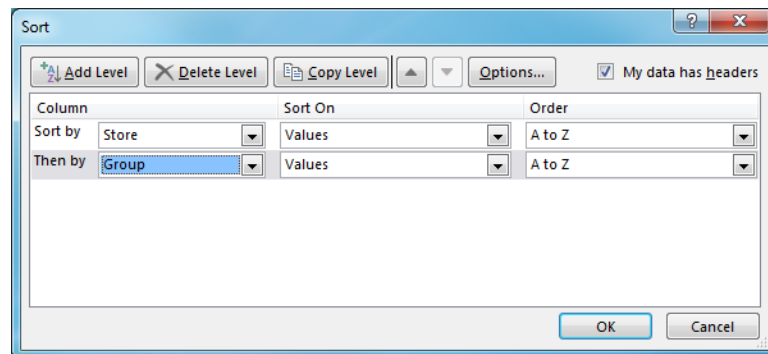 Sort
Add Level Delete Level Copy Level Options... My data has headers
Column Sort On Order
Sort by Store Values A to Z
Then by Group Values A to Z
OK Cancel